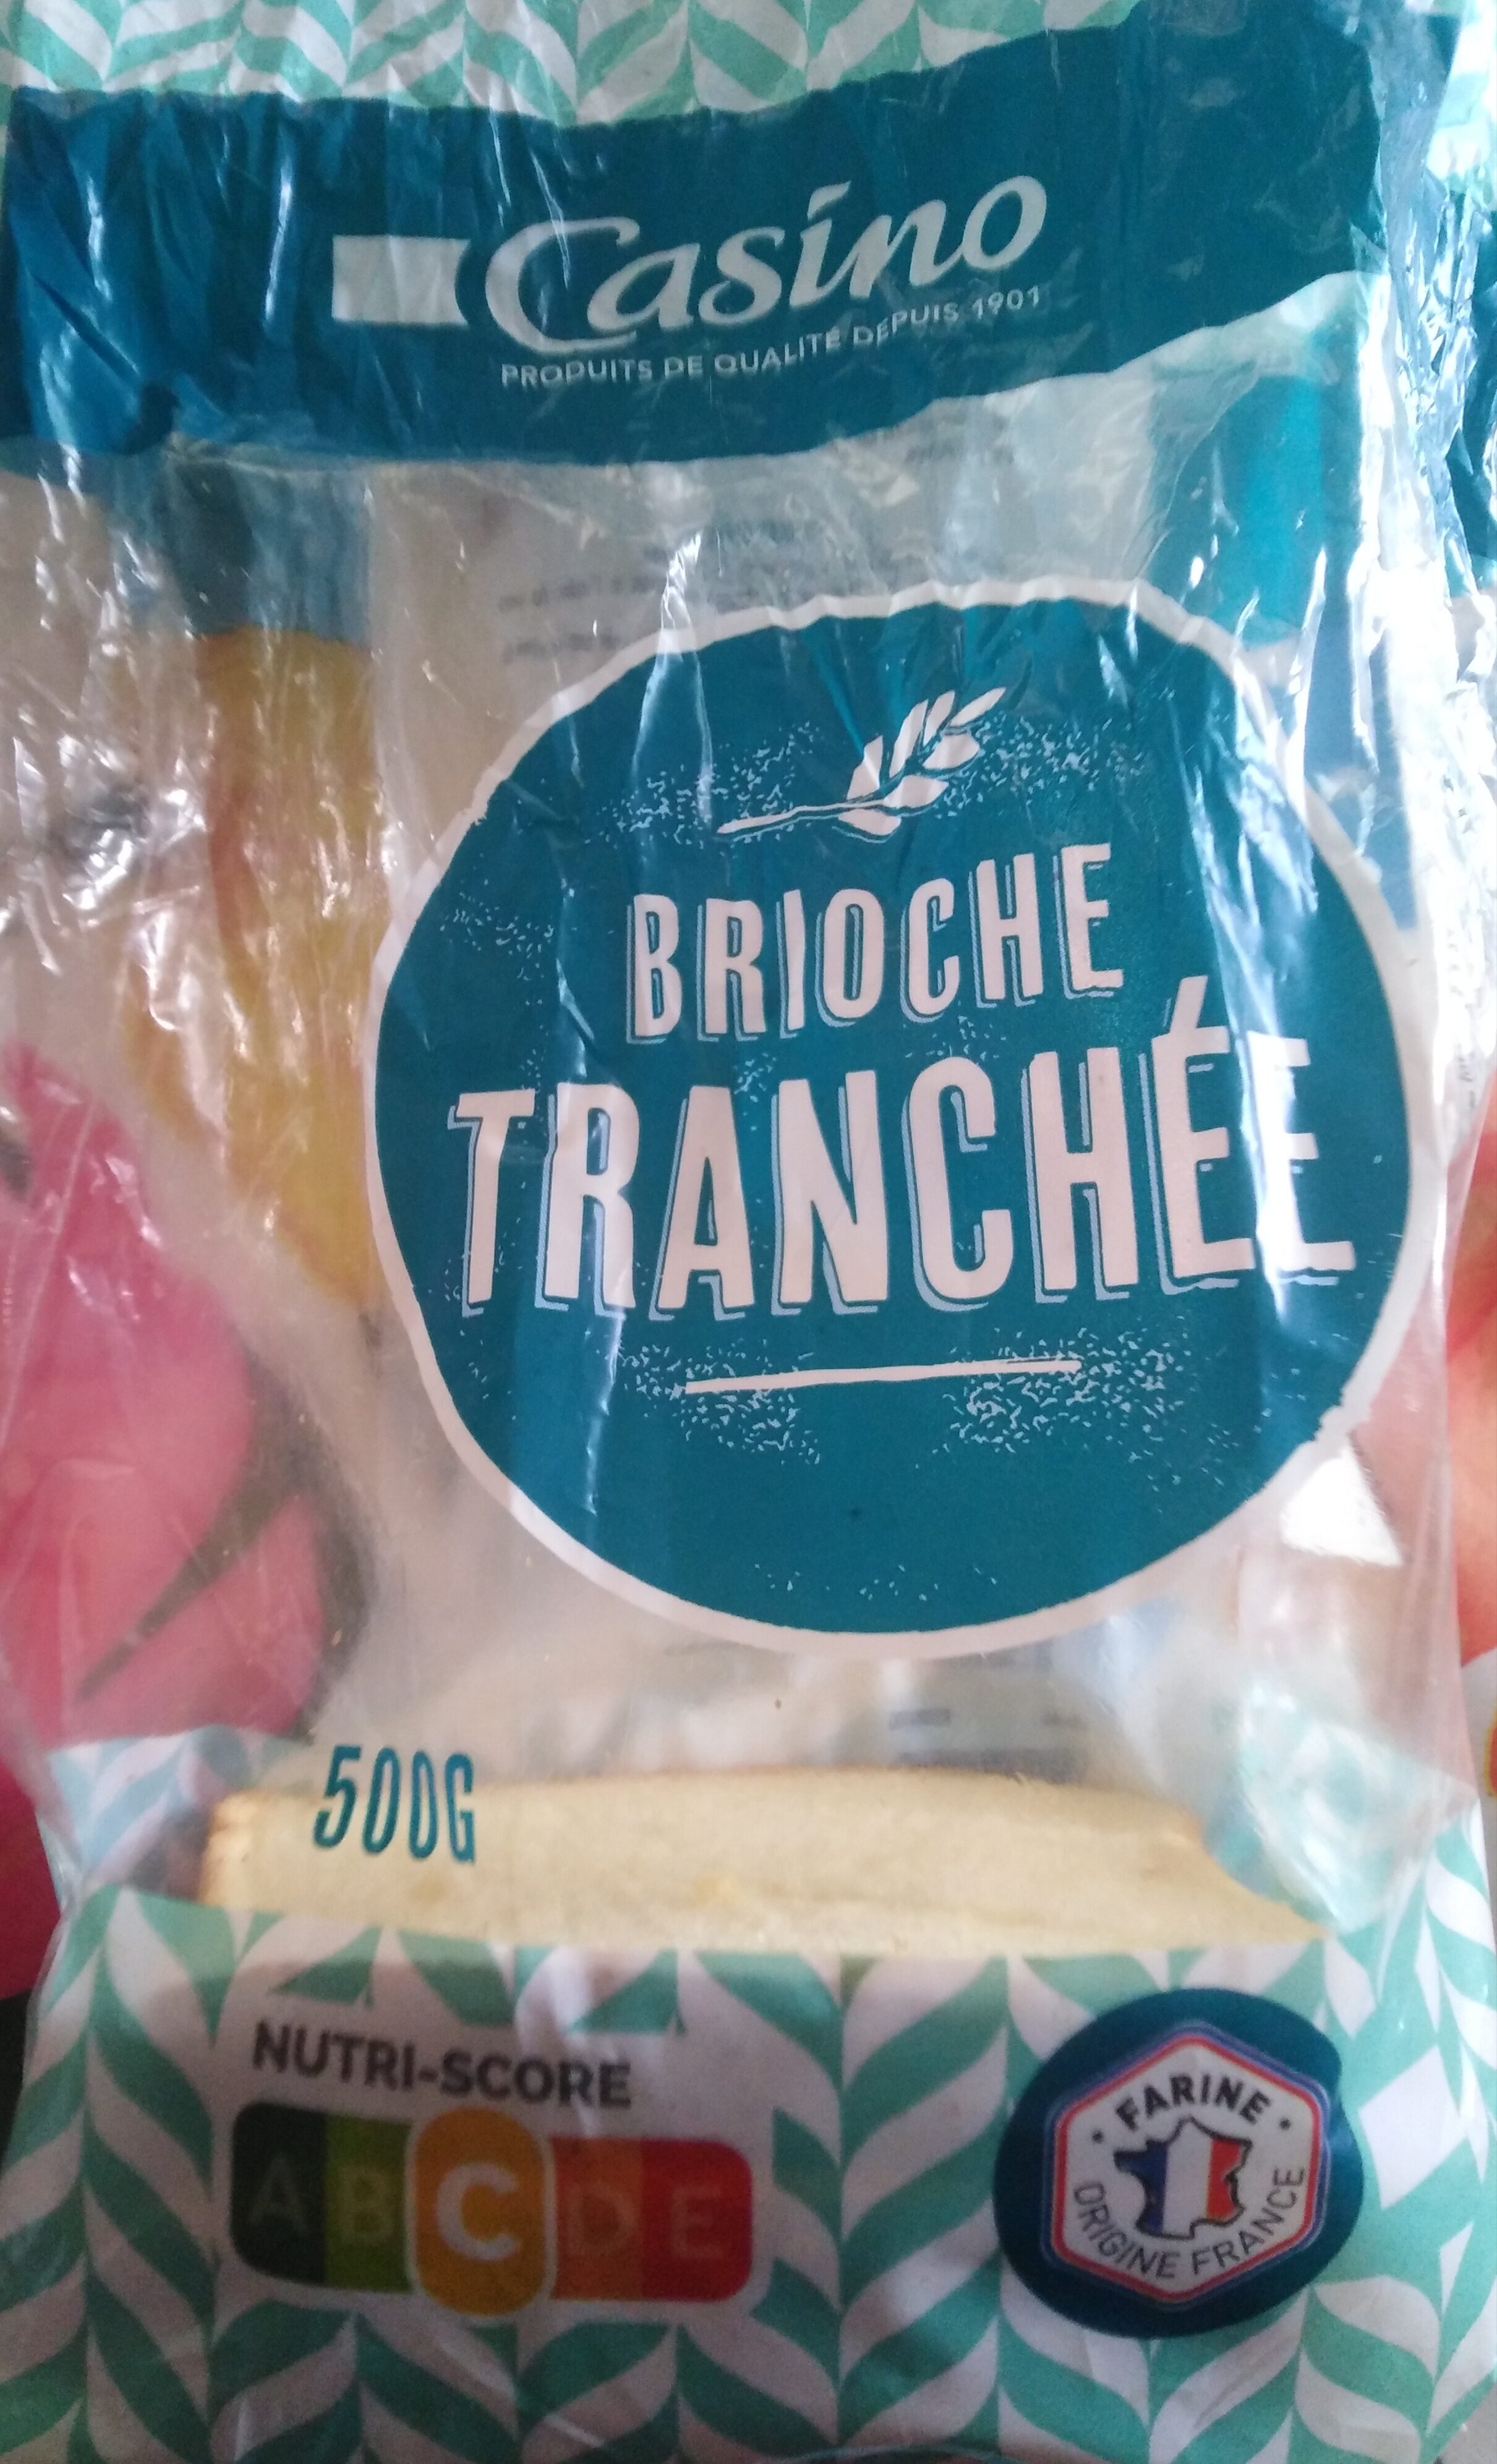 Casino
PRODUITS DE QUALITÉ DEPUIS 1901
BRIOCHE
TRANCHÉE
500G
NUTRI-SCORE
A B C D E
• FARINE •
ORIGINE FRANCE